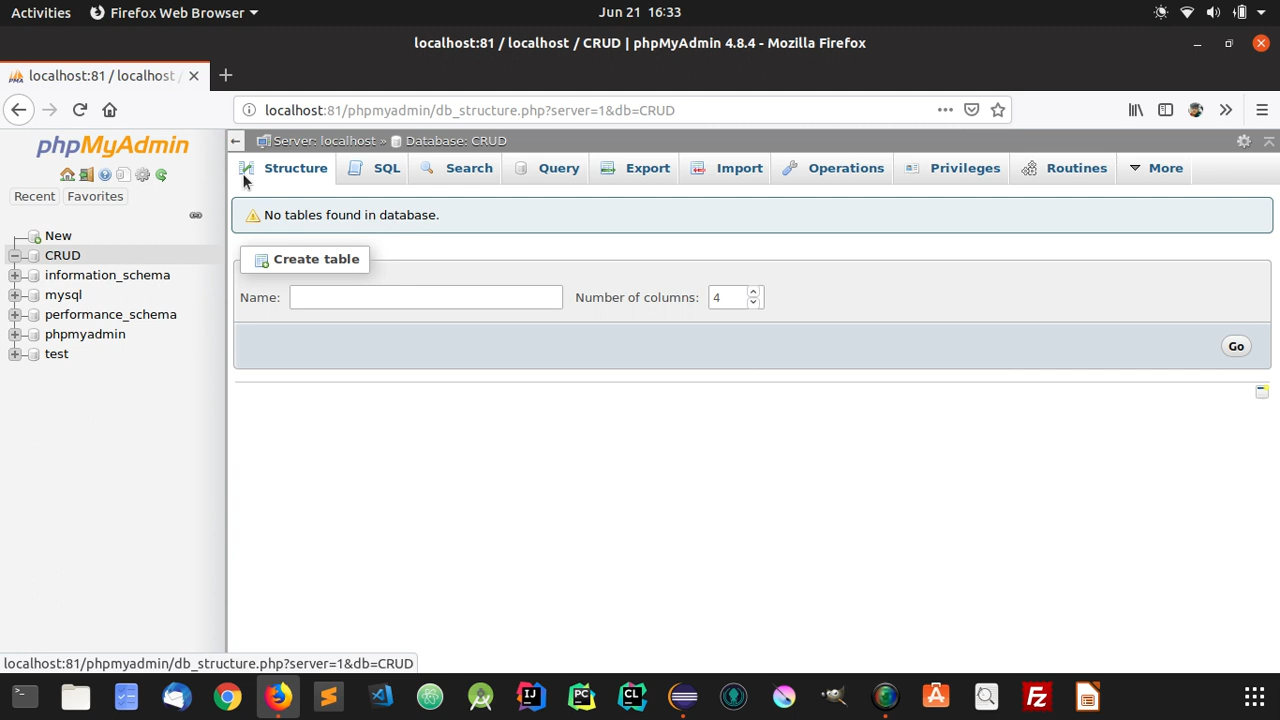 Activities Firefox Web Browser Jun 21 16:33
localhost:81 / localhost / CRUD | phpMyAdmin 4.8.4 - Mozilla Firefox
localhost:81 / localhost /
localhost:81/phpmyadmin/db_structure.php?server=1&db=CRUD
phpMyAdmin
Recent Favorites
New
CRUD
information_schema
mysql
performance_schema
phpmyadmin
test
Server: localhost » Database: CRUD
Structure SQL Search Query Export Import Operations Privileges Routines More
No tables found in database.
Create table
Name: Number of columns: 4
Go
localhost:81/phpmyadmin/db_structure.php?server=1&db=CRUD
IJ PC CL Fz